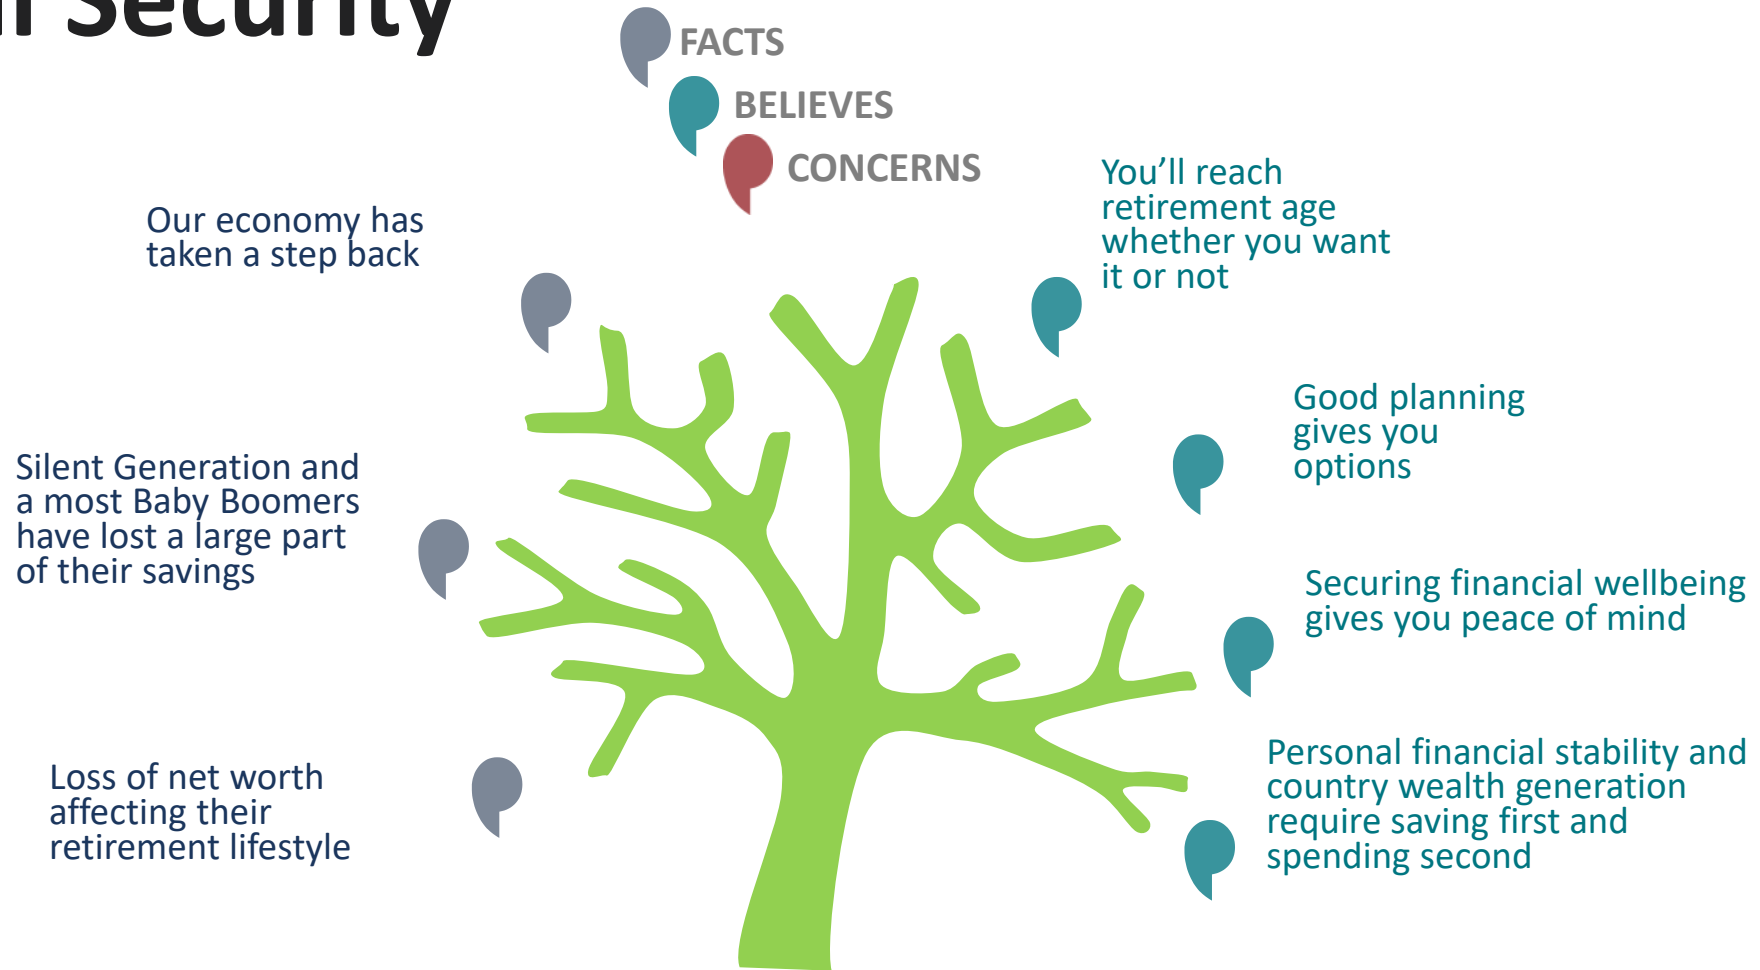 Security
FACTS
BELIEVES
CONCERNS
Our economy has
taken a step back
Silent Generation and
a most Baby Boomers
have lost a large part
of their savings
Loss of net worth
affecting their
retirement lifestyle
You'll reach
retirement age
whether you want
it or not
Good planning
gives you
options
Securing financial wellbeing
gives you peace of mind
Personal financial stability and
country wealth generation
require saving first and
spending second